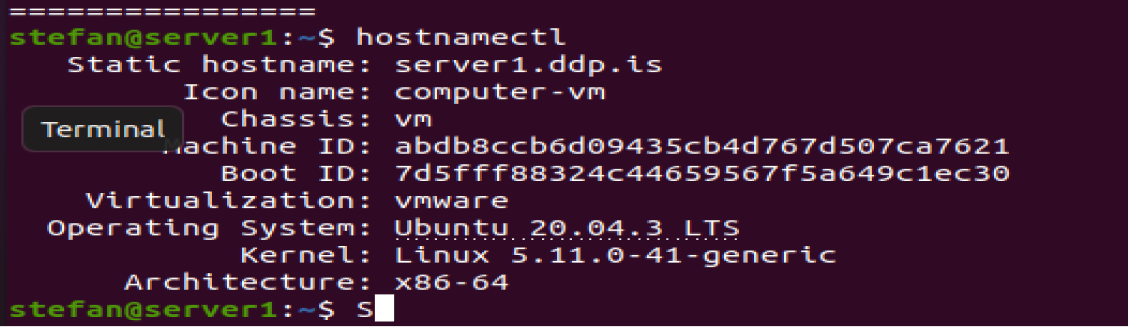 ================
stefan@server1:~$ hostnamectl
Static hostname: server1.ddp.is
Icon name: computer-vm
Chassis: vm
Terminal
Machine ID: abdb8ccb6d09435cb4d767d507ca7621
Boot ID: 7d5fff88324c44659567f5a649c1ec30
Virtualization: vmware
Operating System: Ubuntu 20.04.3 LTS
Kernel: Linux 5.11.0-41-generic
Architecture: x86-64
stefan@server1:~$ S